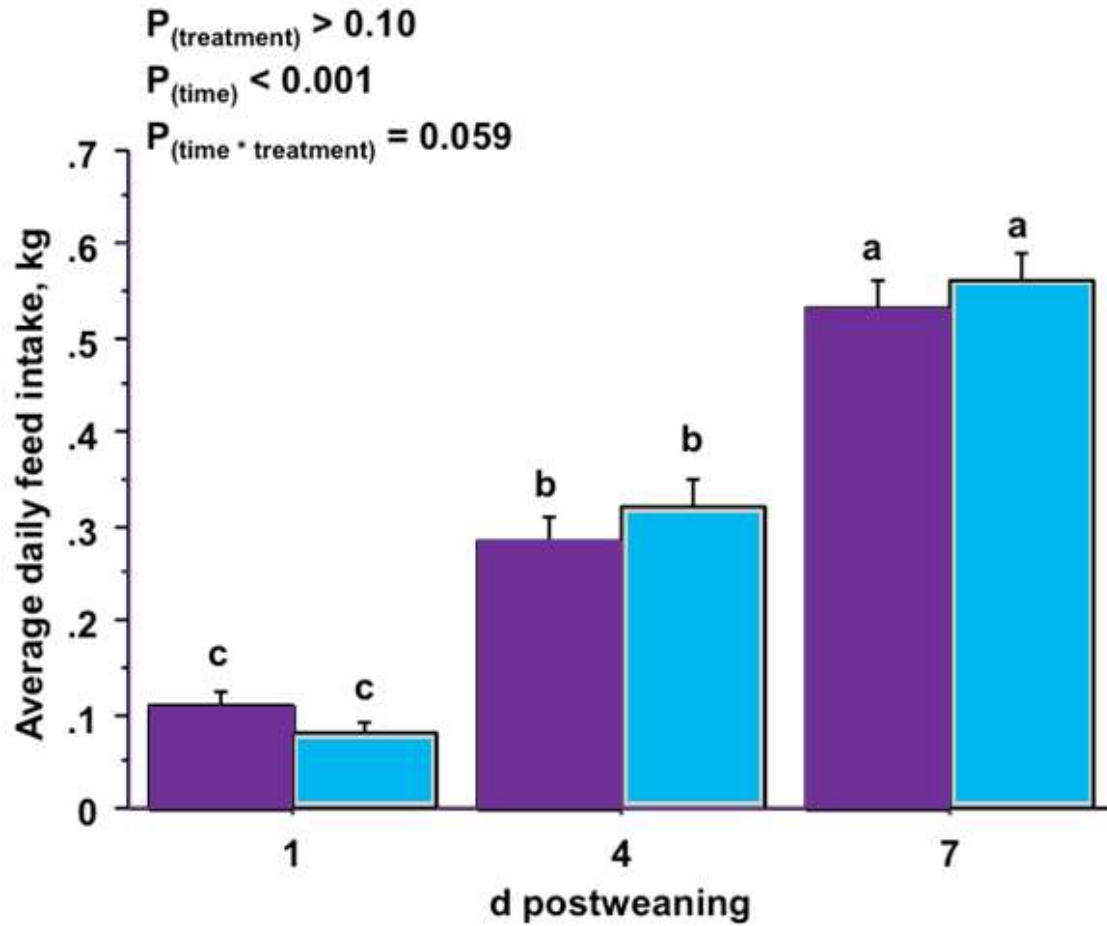 P(treatment) > 0.10
P(time) < 0.001
P(time * treatment) = 0.059
Average daily feed intake, kg
.7
.6
.5
.4
.3
.2
.1
0
c
c
b
b
a
a
1 4 7
d postweaning